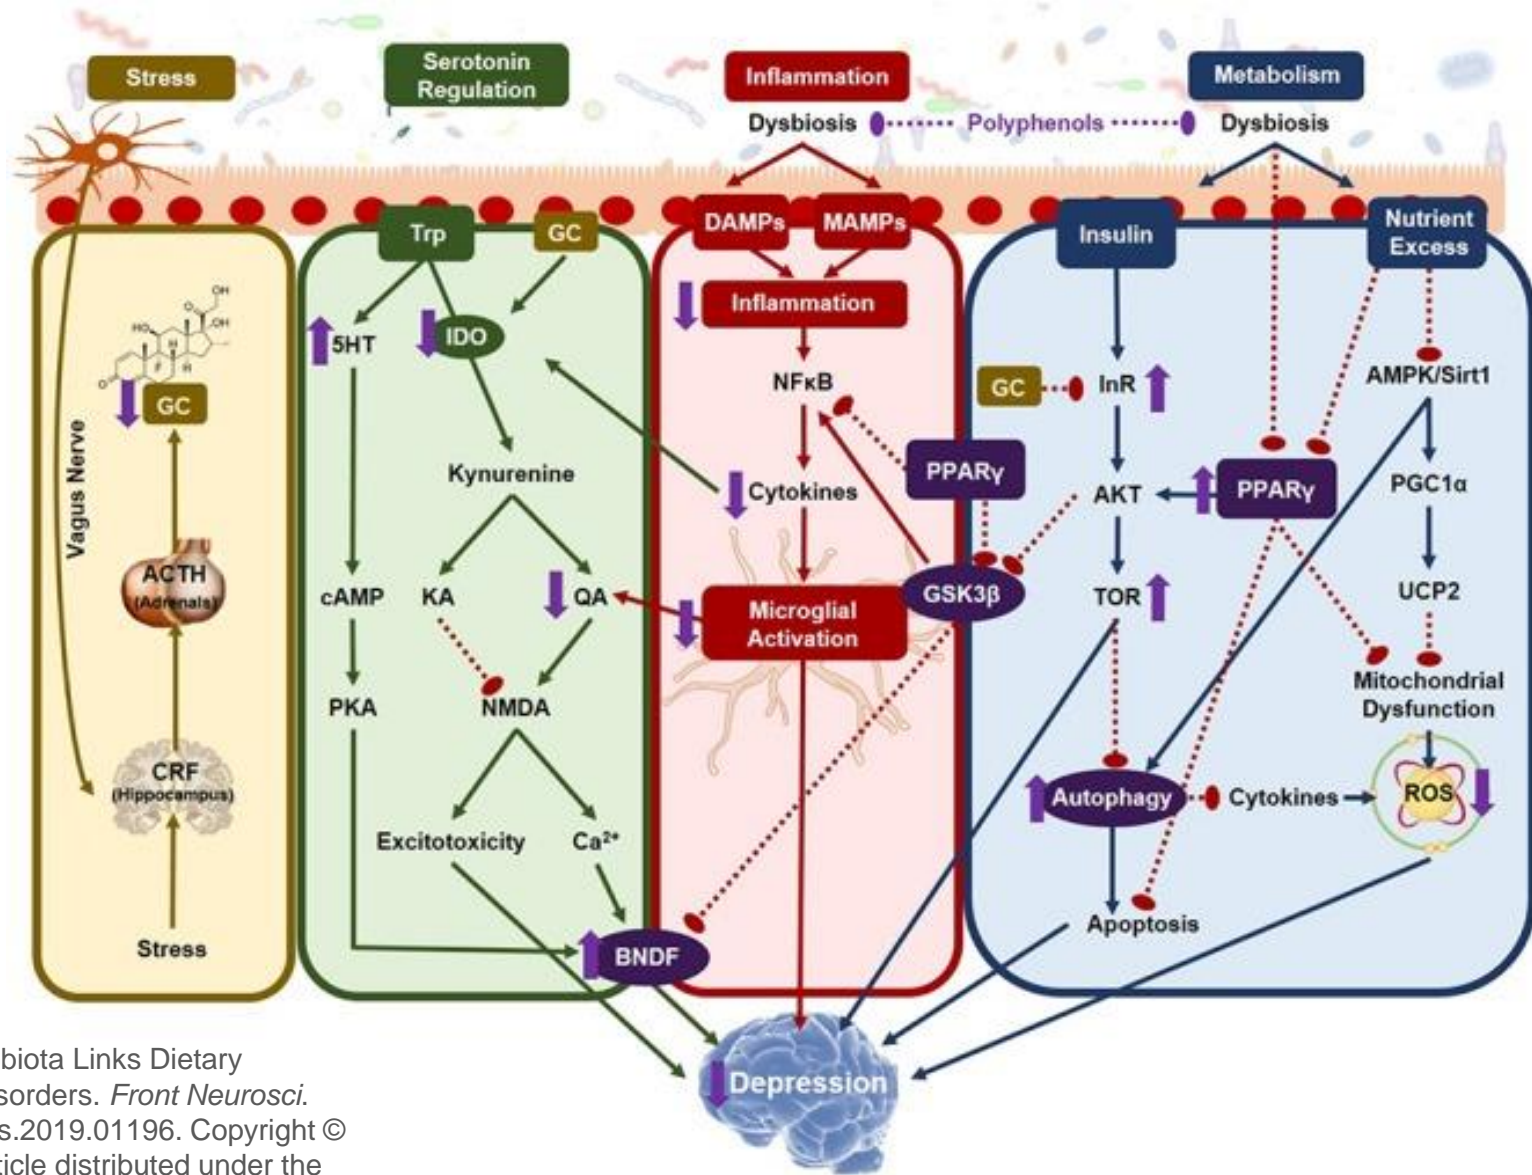 Stress
Serotonin
Regulation
Inflammation
Metabolism
Dysbiosis
Polyphenols
Dysbiosis
Trp
GC
DAMPs
MAMPs
Insulin
Nutrient
Excess
OH
O
OH
HO
H
F
H
O
GC
Vagus Nerve
ACTH
(Adrenals)
CRF
(Hippocampus)
Stress
5HT
IDO
Kynurenine
cAMP
KA
QA
PKA
NMDA
Excitotoxicity
Ca²⁺
BNDF
Inflammation
NFκB
Cytokines
PPARγ
GSK3β
Microglial
Activation
GC
InR
AKT
PPARγ
TOR
AMPK/Sirt1
PGC1α
UCP2
Mitochondrial
Dysfunction
Autophagy
Cytokines
ROS
Apoptosis
Depression
biota Links Dietary
sorders. Front Neurosci.
s.2019.01196. Copyright ©
ticle distributed under the